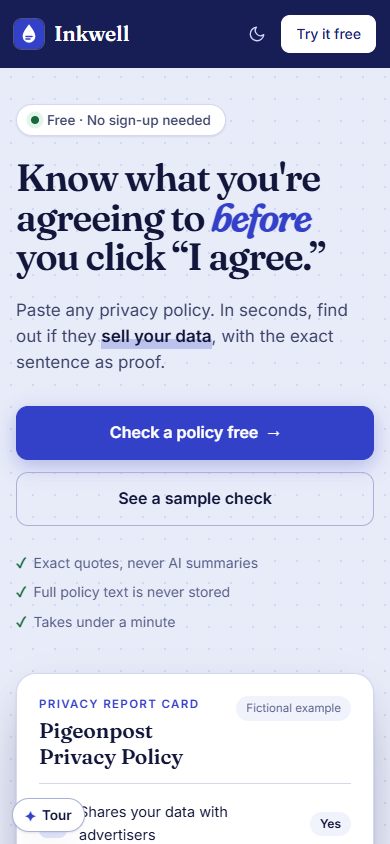 Inkwell
Try it free
Free · No sign-up needed
Know what you're
agreeing to before
you click “I agree.”
Paste any privacy policy. In seconds, find
out if they sell your data, with the exact
sentence as proof.
Check a policy free →
See a sample check
✓ Exact quotes, never AI summaries
✓ Full policy text is never stored
✓ Takes under a minute
PRIVACY REPORT CARD
Fictional example
Pigeonpost
Privacy Policy
Shares your data with
advertisers
Yes
Tour